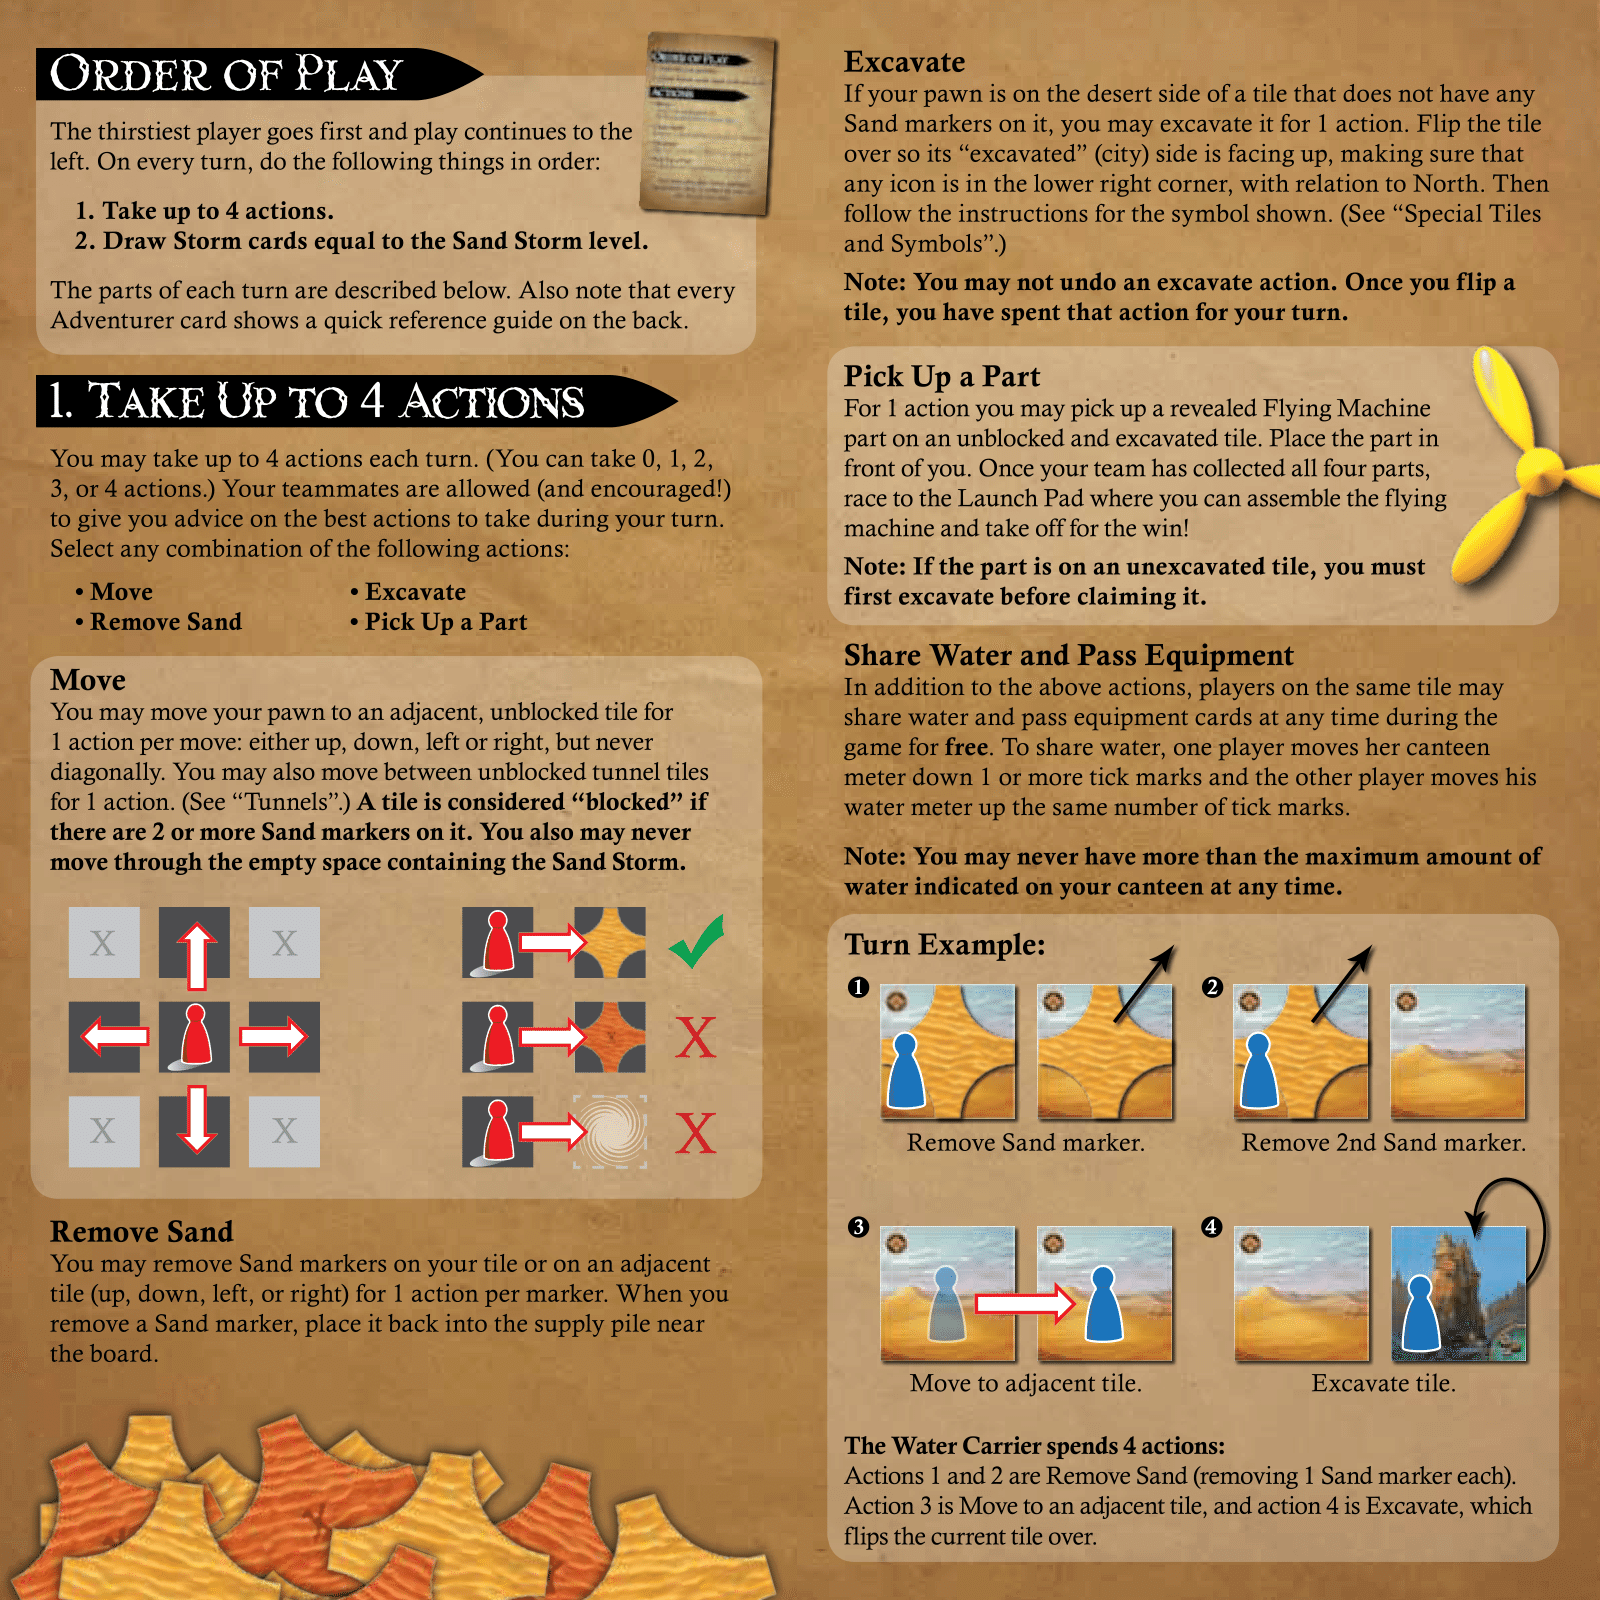 ORDER OF PLAY
The thirstiest player goes first and play continues to the
left. On every turn, do the following things in order:
1. Take up to 4 actions.
2. Draw Storm cards equal to the Sand Storm level.
The parts of each turn are described below. Also note that every
Adventurer card shows a quick reference guide on the back.
ORDER OF PLAY
ACTIONS
1. TAKE UP TO 4 ACTIONS
You may take up to 4 actions each turn. (You can take 0, 1, 2,
3, or 4 actions.) Your teammates are allowed (and encouraged!)
to give you advice on the best actions to take during your turn.
Select any combination of the following actions:
• Move
• Remove Sand
• Excavate
• Pick Up a Part
Move
You may move your pawn to an adjacent, unblocked tile for
1 action per move: either up, down, left or right, but never
diagonally. You may also move between unblocked tunnel tiles
for 1 action. (See “Tunnels”.) A tile is considered “blocked” if
there are 2 or more Sand markers on it. You also may never
move through the empty space containing the Sand Storm.
X X
X
X X X
Remove Sand
You may remove Sand markers on your tile or on an adjacent
tile (up, down, left, or right) for 1 action per marker. When you
remove a Sand marker, place it back into the supply pile near
the board.
Excavate
If your pawn is on the desert side of a tile that does not have any
Sand markers on it, you may excavate it for 1 action. Flip the tile
over so its “excavated” (city) side is facing up, making sure that
any icon is in the lower right corner, with relation to North. Then
follow the instructions for the symbol shown. (See “Special Tiles
and Symbols”.)
Note: You may not undo an excavate action. Once you flip a
tile, you have spent that action for your turn.
Pick Up a Part
For 1 action you may pick up a revealed Flying Machine
part on an unblocked and excavated tile. Place the part in
front of you. Once your team has collected all four parts,
race to the Launch Pad where you can assemble the flying
machine and take off for the win!
Note: If the part is on an unexcavated tile, you must
first excavate before claiming it.
Share Water and Pass Equipment
In addition to the above actions, players on the same tile may
share water and pass equipment cards at any time during the
game for free. To share water, one player moves her canteen
meter down 1 or more tick marks and the other player moves his
water meter up the same number of tick marks.
Note: You may never have more than the maximum amount of
water indicated on your canteen at any time.
Turn Example:
1
Remove Sand marker.
2
Remove 2nd Sand marker.
3
Move to adjacent tile.
4
Excavate tile.
The Water Carrier spends 4 actions:
Actions 1 and 2 are Remove Sand (removing 1 Sand marker each).
Action 3 is Move to an adjacent tile, and action 4 is Excavate, which
flips the current tile over.